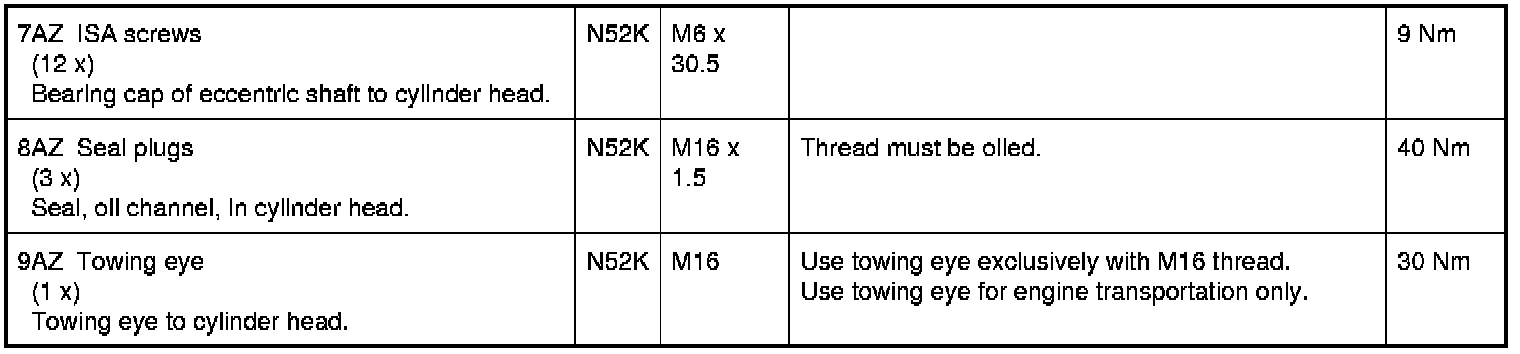 7AZ ISA screws
(12 x)
Bearing cap of eccentric shaft to cylinder head.
N52K
M6 x
30.5
9 Nm
8AZ Seal plugs
(3 x)
Seal, oil channel, in cylinder head.
N52K
M16 x
1.5
Thread must be oiled.
40 Nm
9AZ Towing eye
(1 x)
Towing eye to cylinder head.
N52K
M16
Use towing eye exclusively with M16 thread.
Use towing eye for engine transportation only.
30 Nm